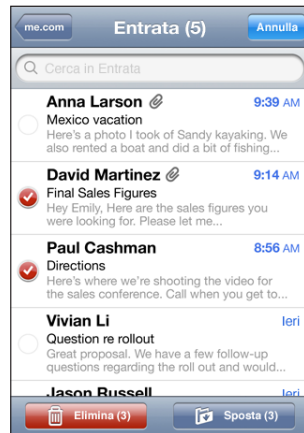 me.com Entrata (5) Annulla
Cerca in Entrata
Anna Larson 9:39 AM
Mexico vacation
Here's a photo I took of Sandy kayaking. We
also rented a boat and did a bit of fishing...
David Martinez 9:14 AM
Final Sales Figures
Hey Emily, Here are the sales figures you
were looking for. Please let me...
Paul Cashman 8:56 AM
Directions
Here's where we're shooting the video for
the sales conference. Call when you get to...
Vivian Li Ieri
Question re rollout
Great proposal. We have a few follow-up
questions regarding the roll out and would...
Jason Russell Ieri
Elimina (3) Sposta (3)